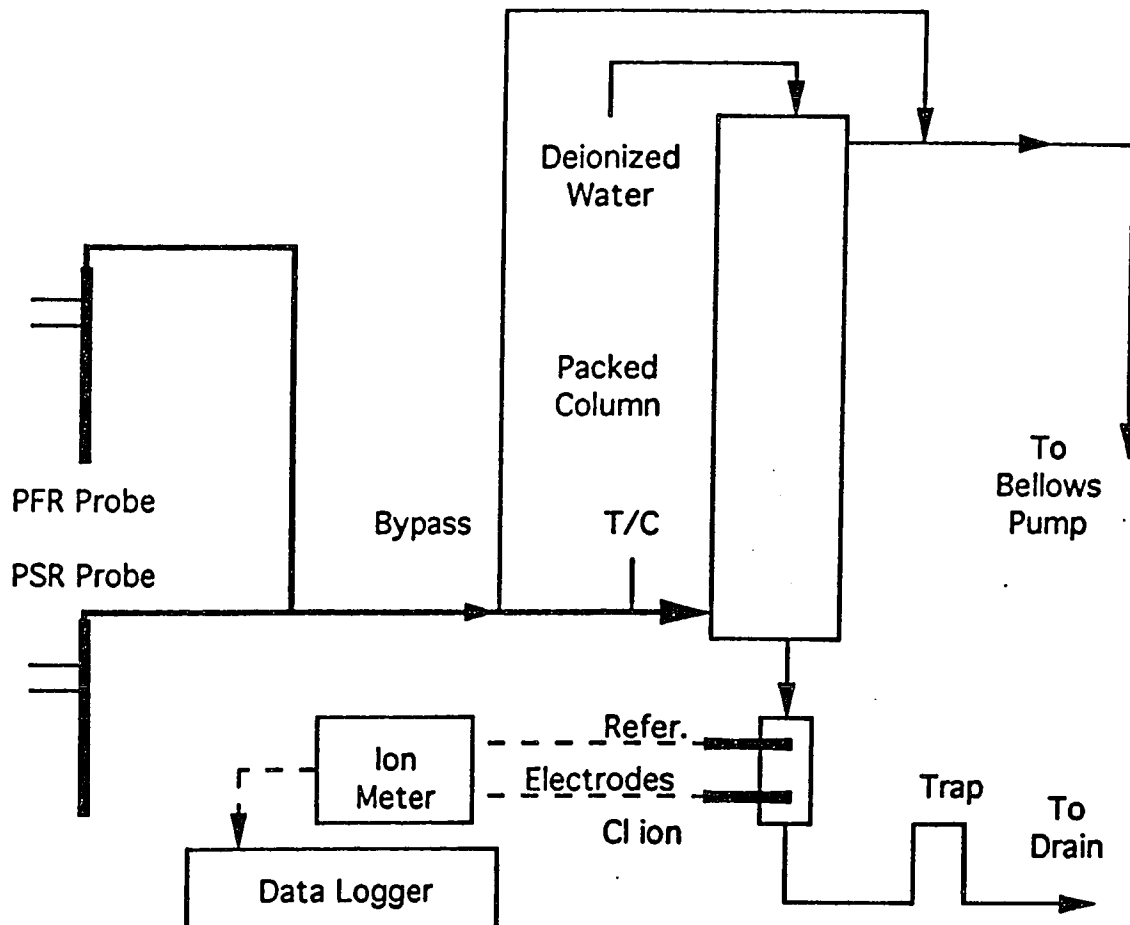 Deionized
Water
Packed
Column
To
Bellows
Pump
PFR Probe
Bypass
T/C
PSR Probe
Refer.
Ion
Meter
Electrodes
Cl ion
Trap
To
Drain
Data Logger